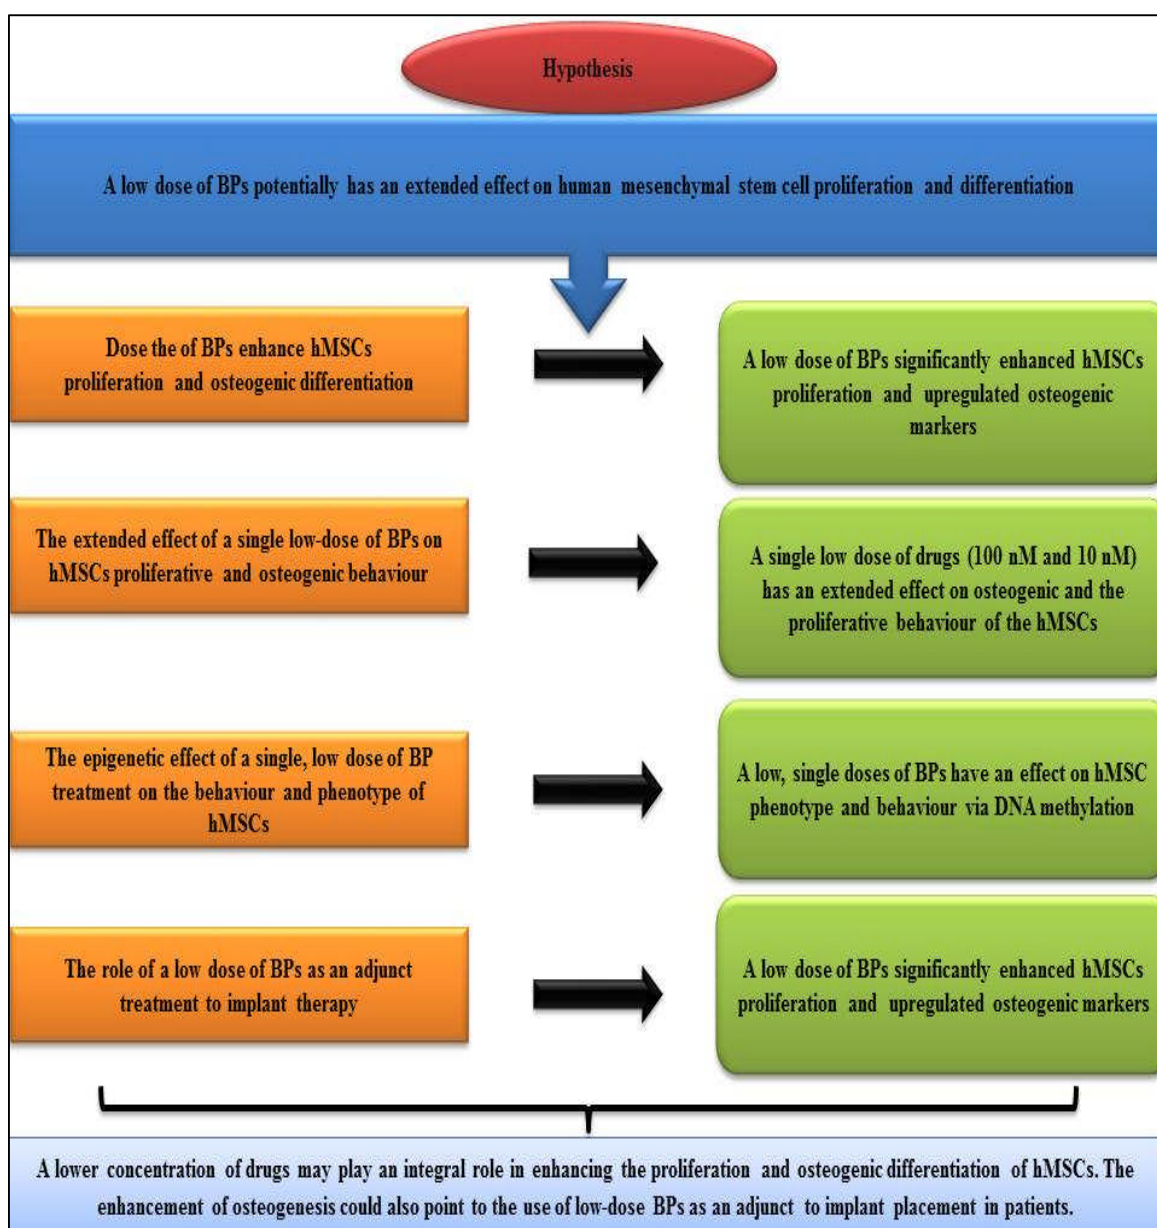 Hypothesis
A low dose of BPs potentially has an extended effect on human mesenchymal stem cell proliferation and differentiation
Dose the of BPs enhance hMSCs
proliferation and osteogenic differentiation
A low dose of BPs significantly enhanced hMSCs
proliferation and upregulated osteogenic
markers
The extended effect of a single low-dose of BPs on
hMSCs proliferative and osteogenic behaviour
A single low dose of drugs (100 nM and 10 nM)
has an extended effect on osteogenic and the
proliferative behaviour of the hMSCs
The epigenetic effect of a single, low dose of BP
treatment on the behaviour and phenotype of
hMSCs
A low, single doses of BPs have an effect on hMSC
phenotype and behaviour via DNA methylation
The role of a low dose of BPs as an adjunct
treatment to implant therapy
A low dose of BPs significantly enhanced hMSCs
proliferation and upregulated osteogenic markers
A lower concentration of drugs may play an integral role in enhancing the proliferation and osteogenic differentiation of hMSCs. The
enhancement of osteogenesis could also point to the use of low-dose BPs as an adjunct to implant placement in patients.